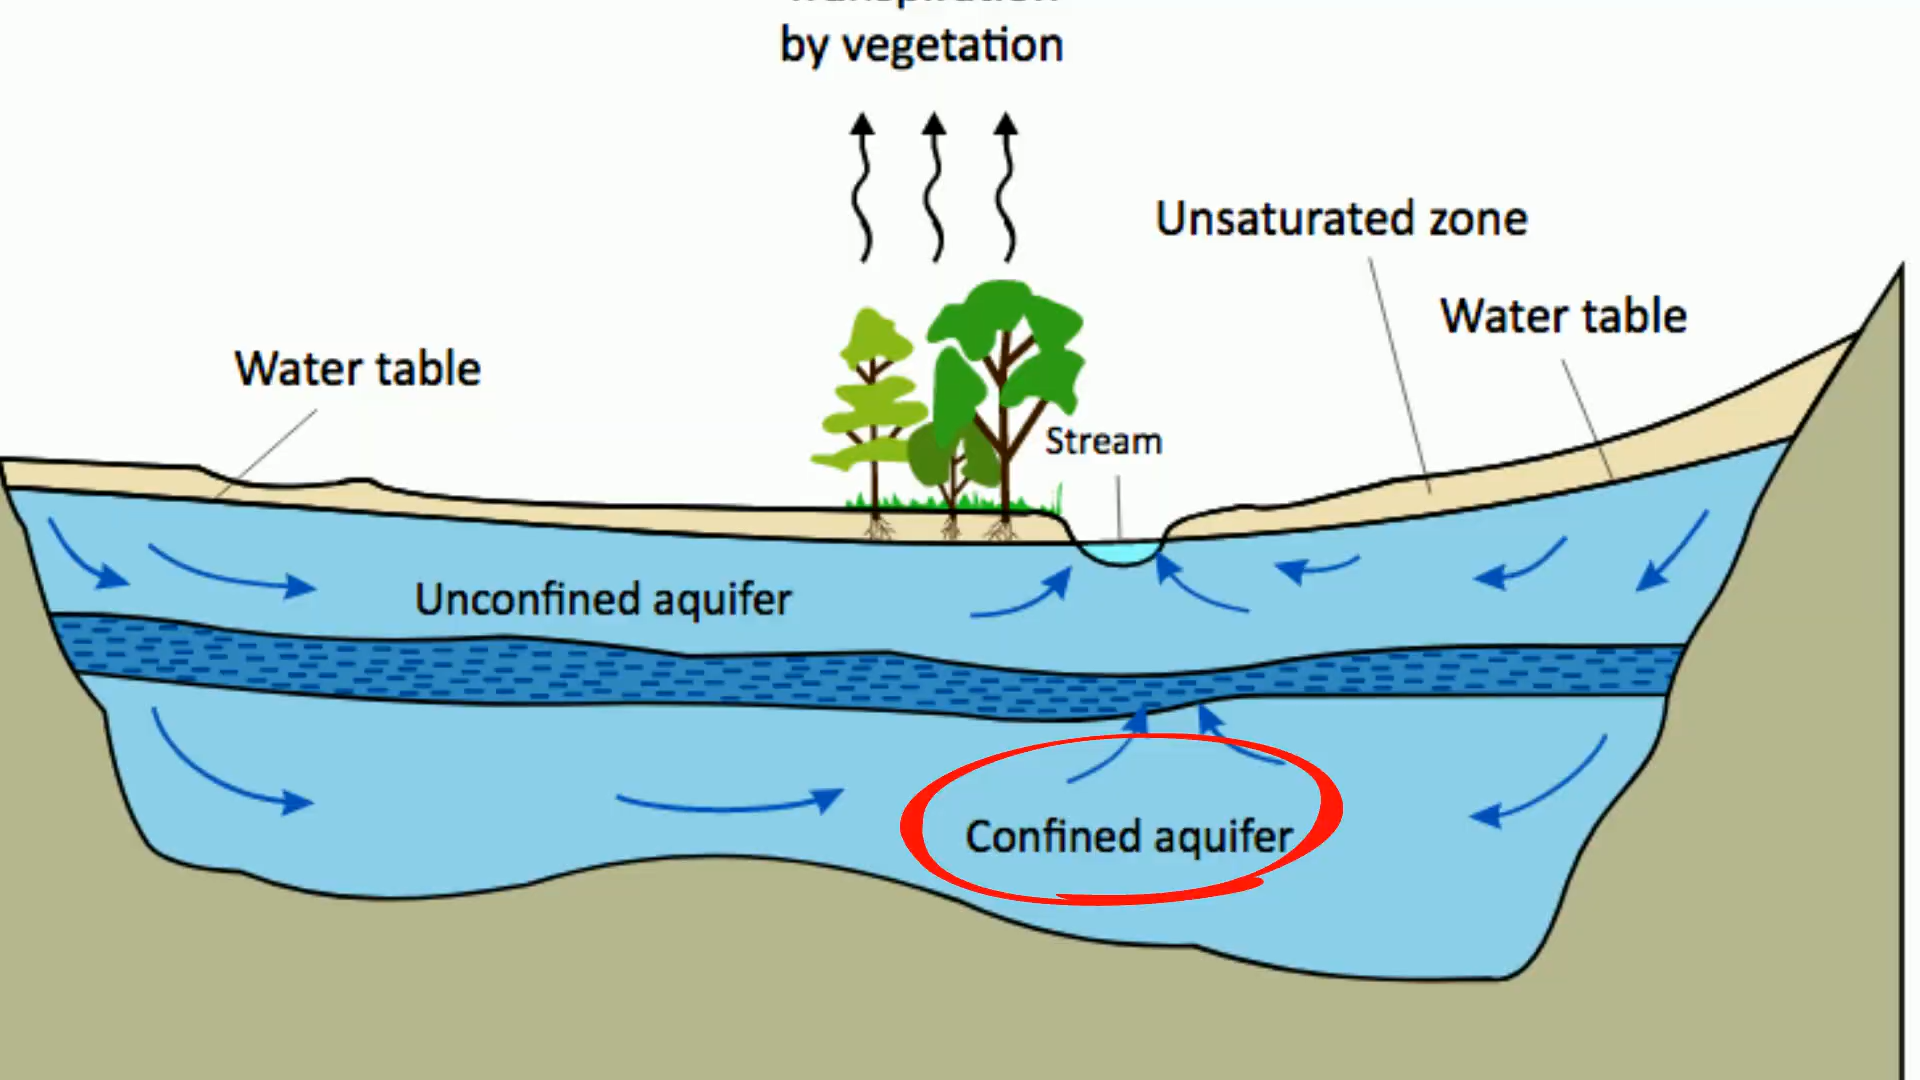 by vegetation
Unsaturated zone
Water table
Water table
Stream
Unconfined aquifer
Confined aquifer